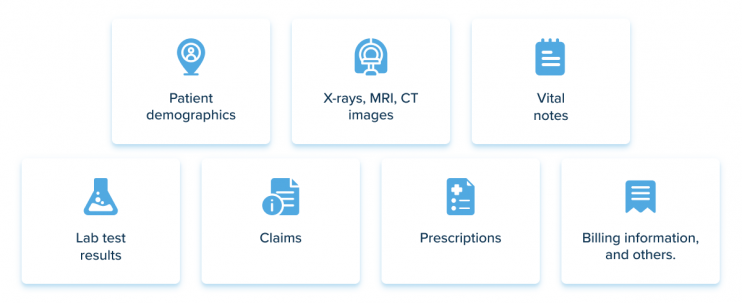 Patient
demographics
X-rays, MRI, CT
images
Vital
notes
Lab test
results
Claims
Prescriptions
Billing information,
and others.